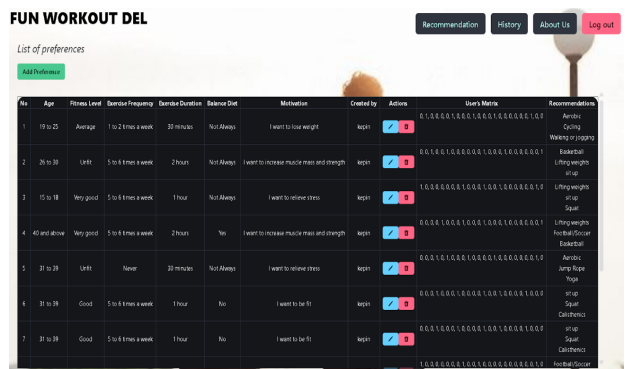 FUN WORKOUT DEL
Recommendation History About Us Log out
List of preferences
Add Preference
No Age Fitness Level Exercise Frequency Exercise Duration Balance Diet Motivation Created by Actions User's Matrix Recommendations
1 19 to 25 Average 1 to 2 times a week 30 minutes Not Always I want to lose weight kepin Aerobic
Cycling
Walking or jogging
2 26 to 30 Unfit 5 to 6 times a week 2 hours Not Always I want to increase muscle mass and strength kepin Basketball
Lifting weights
sit up
3 15 to 18 Very good 5 to 6 times a week 1 hour Not Always I want to relieve stress kepin Lifting weights
sit up
Squat
4 40 and above Very good 5 to 6 times a week 2 hours Yes I want to increase muscle mass and strength kepin Lifting weights
Football/Soccer
Basketball
5 31 to 39 Unfit Never 30 minutes Not Always I want to relieve stress kepin Aerobic
Jump Rope
Yoga
6 31 to 39 Good 5 to 6 times a week 1 hour No I want to be fit kepin sit up
Squat
Calisthenics
7 31 to 39 Good 5 to 6 times a week 1 hour No I want to be fit kepin sit up
Squat
Calisthenics
Football/Soccer